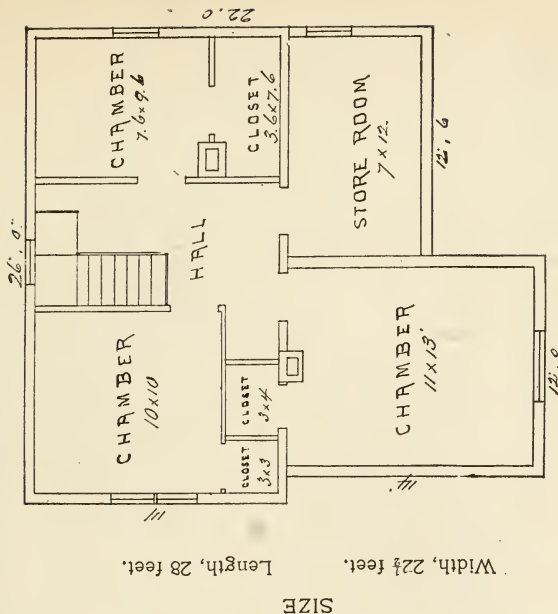 SIZE
Width, 22½ feet. Length, 28 feet.
26'.0"
22.0
CHAMBER
7.6 x 9.6
CLOSET
3.6 x 7.6
STORE ROOM
7 x 12.
12'.6
HALL
CHAMBER
10 x 10
CLOSET
3 x 4
CLOSET
3 x 3
CHAMBER
11 x 13'
11'
14'
12'.0